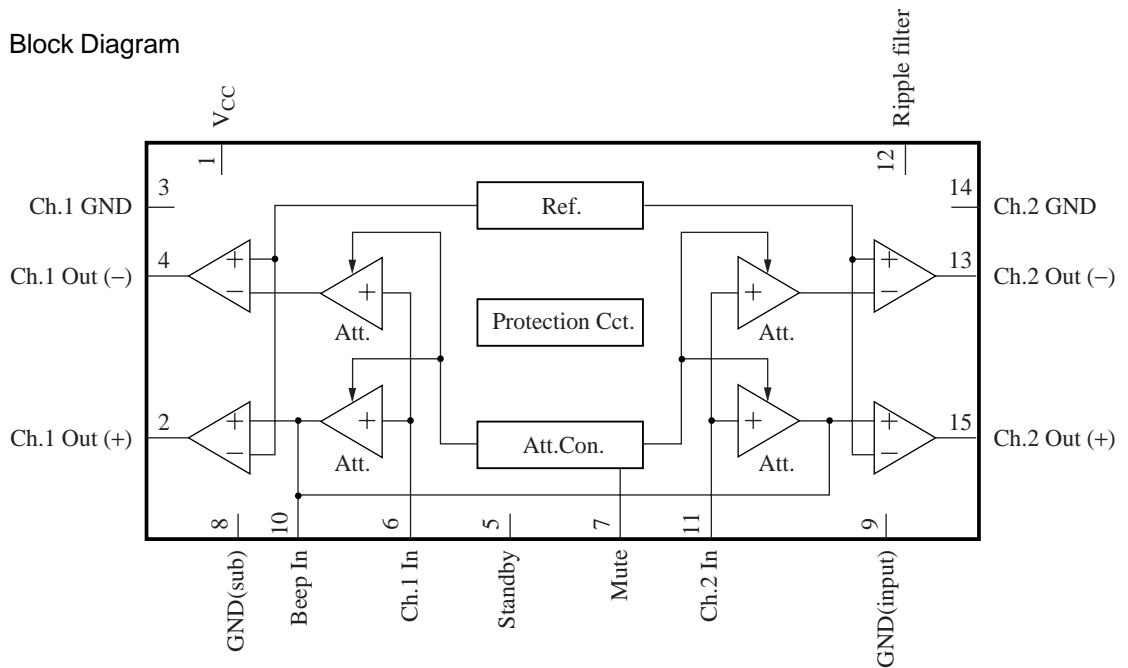 Block Diagram
VCC
Ripple filter
1
12
3
Ch.1 GND
Ref.
14
Ch.2 GND
4
Ch.1 Out (−)
+
−
+
Att.
Protection Cct.
+
Att.
+
−
13
Ch.2 Out (−)
2
Ch.1 Out (+)
+
−
+
Att.
Att.Con.
+
Att.
+
−
15
Ch.2 Out (+)
8
10
6
5
7
11
9
GND(sub)
Beep In
Ch.1 In
Standby
Mute
Ch.2 In
GND(input)